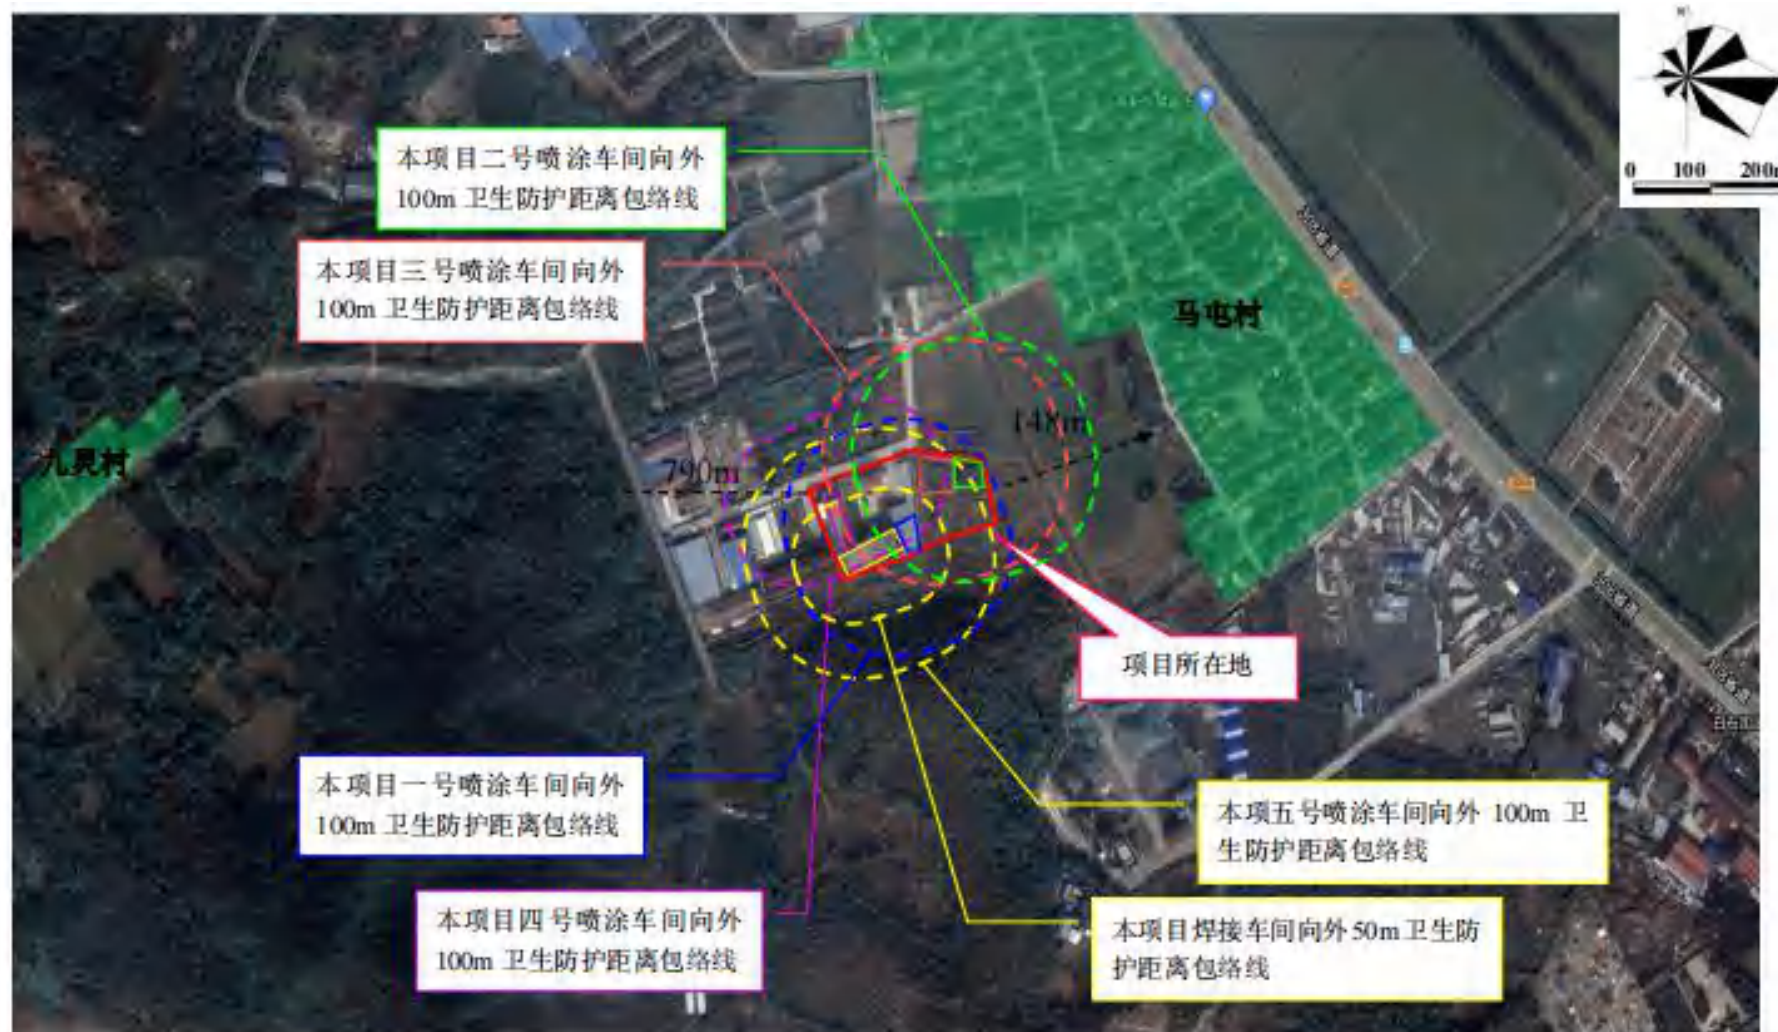 本项目二号喷涂车间向外
100m 卫生防护距离包络线
本项目三号喷涂车间向外
100m 卫生防护距离包络线
0 100 200m
马屯村
148m
790m
项目所在地
本项目一号喷涂车间向外
100m 卫生防护距离包络线
本项五号喷涂车间向外 100m 卫
生防护距离包络线
本项目四号喷涂车间向外
100m 卫生防护距离包络线
本项目焊接车间向外50m卫生防
护距离包络线